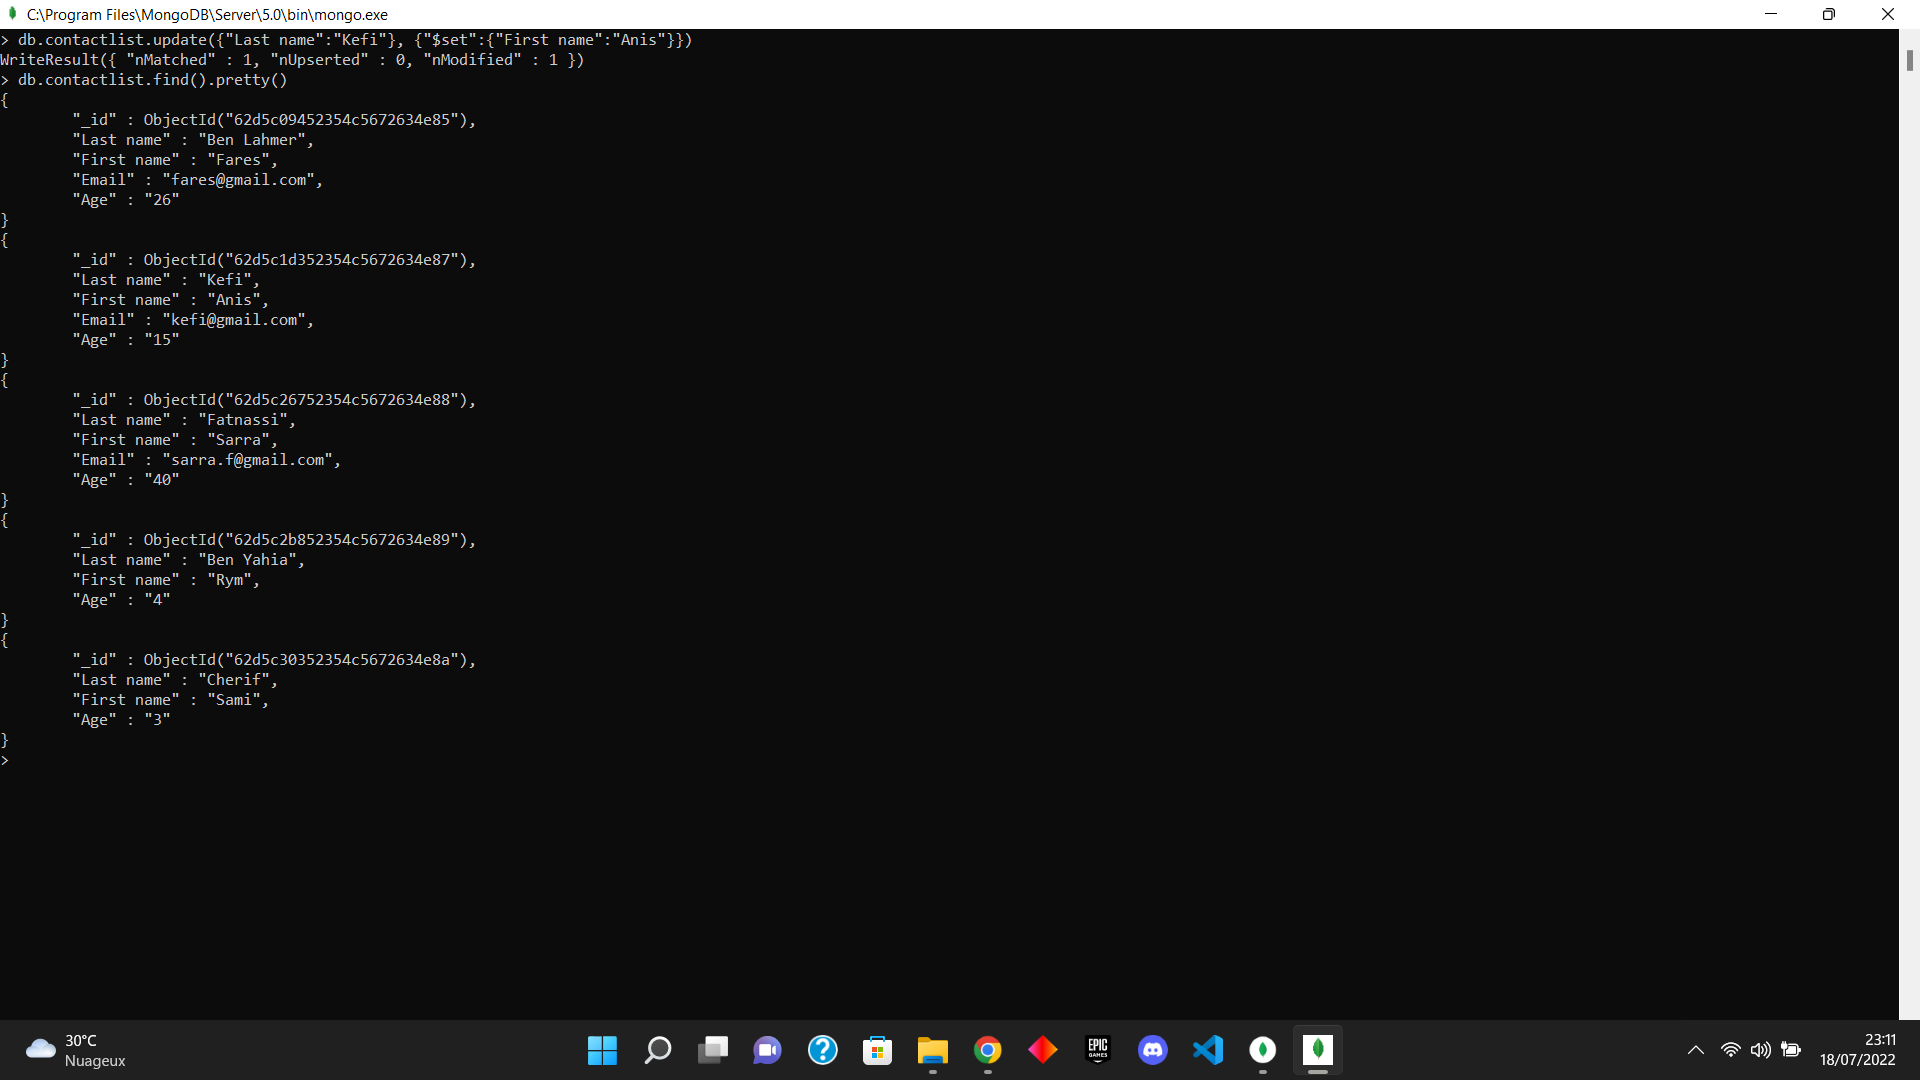 C:\Program Files\MongoDB\Server\5.0\bin\mongo.exe
> db.contactlist.update({"Last name":"Kefi"}, {"$set":{"First name":"Anis"}})
WriteResult({ "nMatched" : 1, "nUpserted" : 0, "nModified" : 1 })
> db.contactlist.find().pretty()
{
        "_id" : ObjectId("62d5c09452354c5672634e85"),
        "Last name" : "Ben Lahmer",
        "First name" : "Fares",
        "Email" : "fares@gmail.com",
        "Age" : "26"
}
{
        "_id" : ObjectId("62d5c1d352354c5672634e87"),
        "Last name" : "Kefi",
        "First name" : "Anis",
        "Email" : "kefi@gmail.com",
        "Age" : "15"
}
{
        "_id" : ObjectId("62d5c26752354c5672634e88"),
        "Last name" : "Fatnassi",
        "First name" : "Sarra",
        "Email" : "sarra.f@gmail.com",
        "Age" : "40"
}
{
        "_id" : ObjectId("62d5c2b852354c5672634e89"),
        "Last name" : "Ben Yahia",
        "First name" : "Rym",
        "Age" : "4"
}
{
        "_id" : ObjectId("62d5c30352354c5672634e8a"),
        "Last name" : "Cherif",
        "First name" : "Sami",
        "Age" : "3"
}
>
30°C
Nuageux
EPIC
GAMES
23:11
18/07/2022